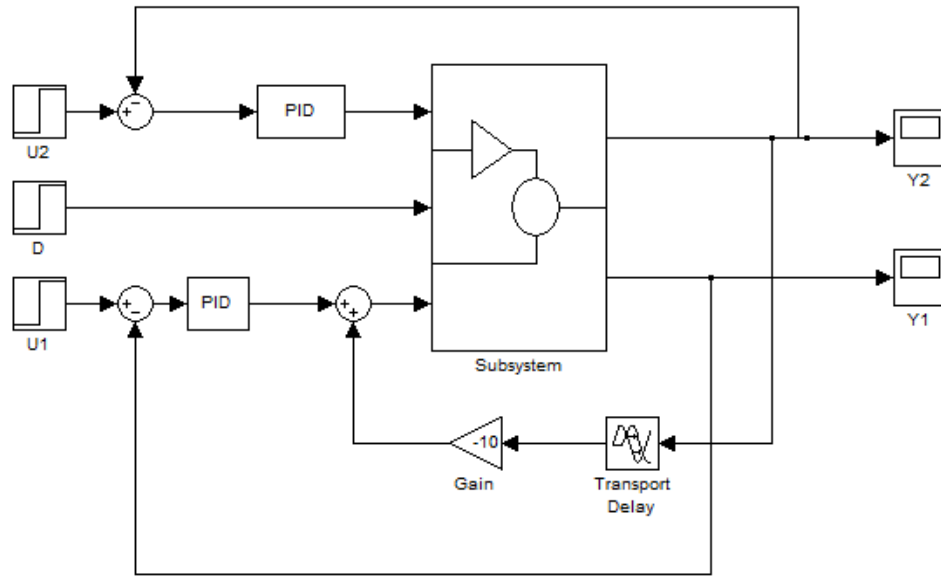 PID
U2
Y2
D
PID
U1
Y1
Subsystem
-10
Gain
Transport
Delay